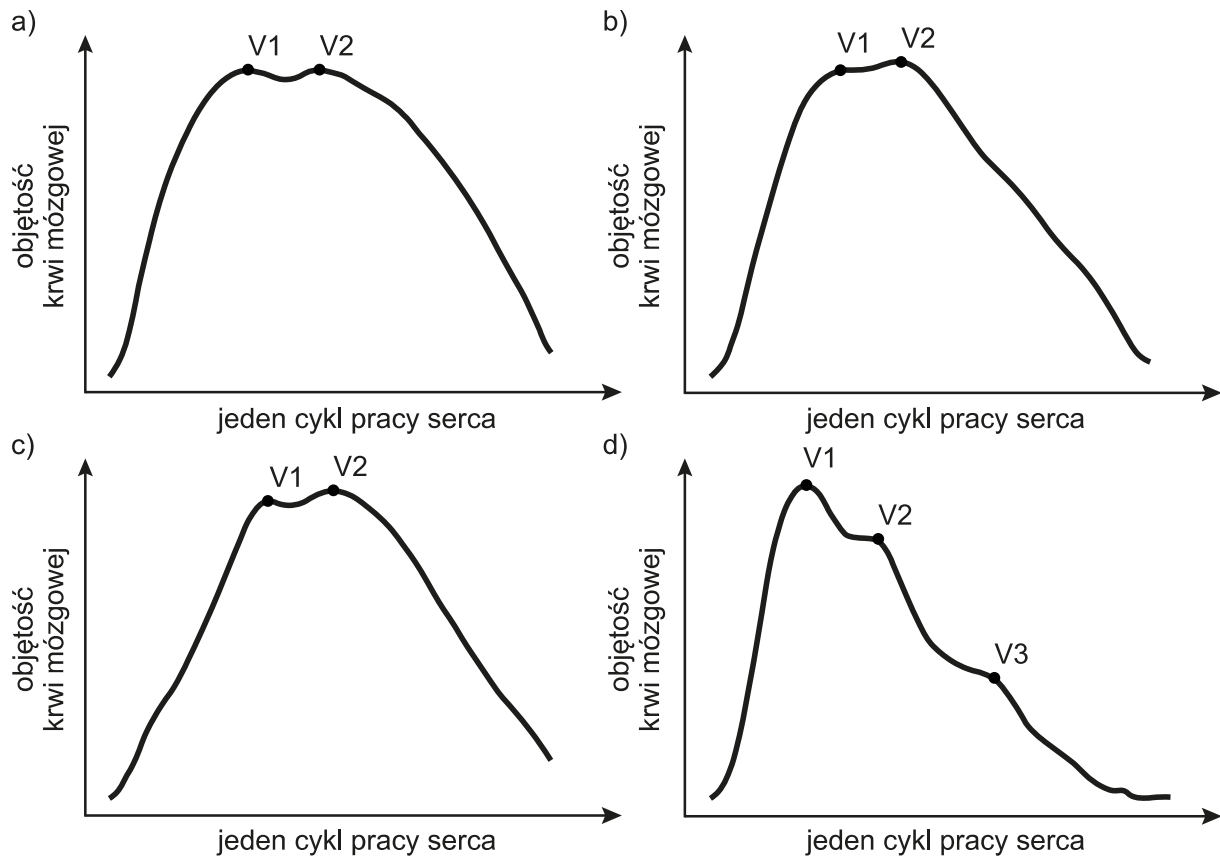 a)
V1 V2
objętość
krwi mózgowej
jeden cykl pracy serca
b)
V1 V2
objętość
krwi mózgowej
jeden cykl pracy serca
c)
V1 V2
objętość
krwi mózgowej
jeden cykl pracy serca
d)
V1
V2
V3
objętość
krwi mózgowej
jeden cykl pracy serca